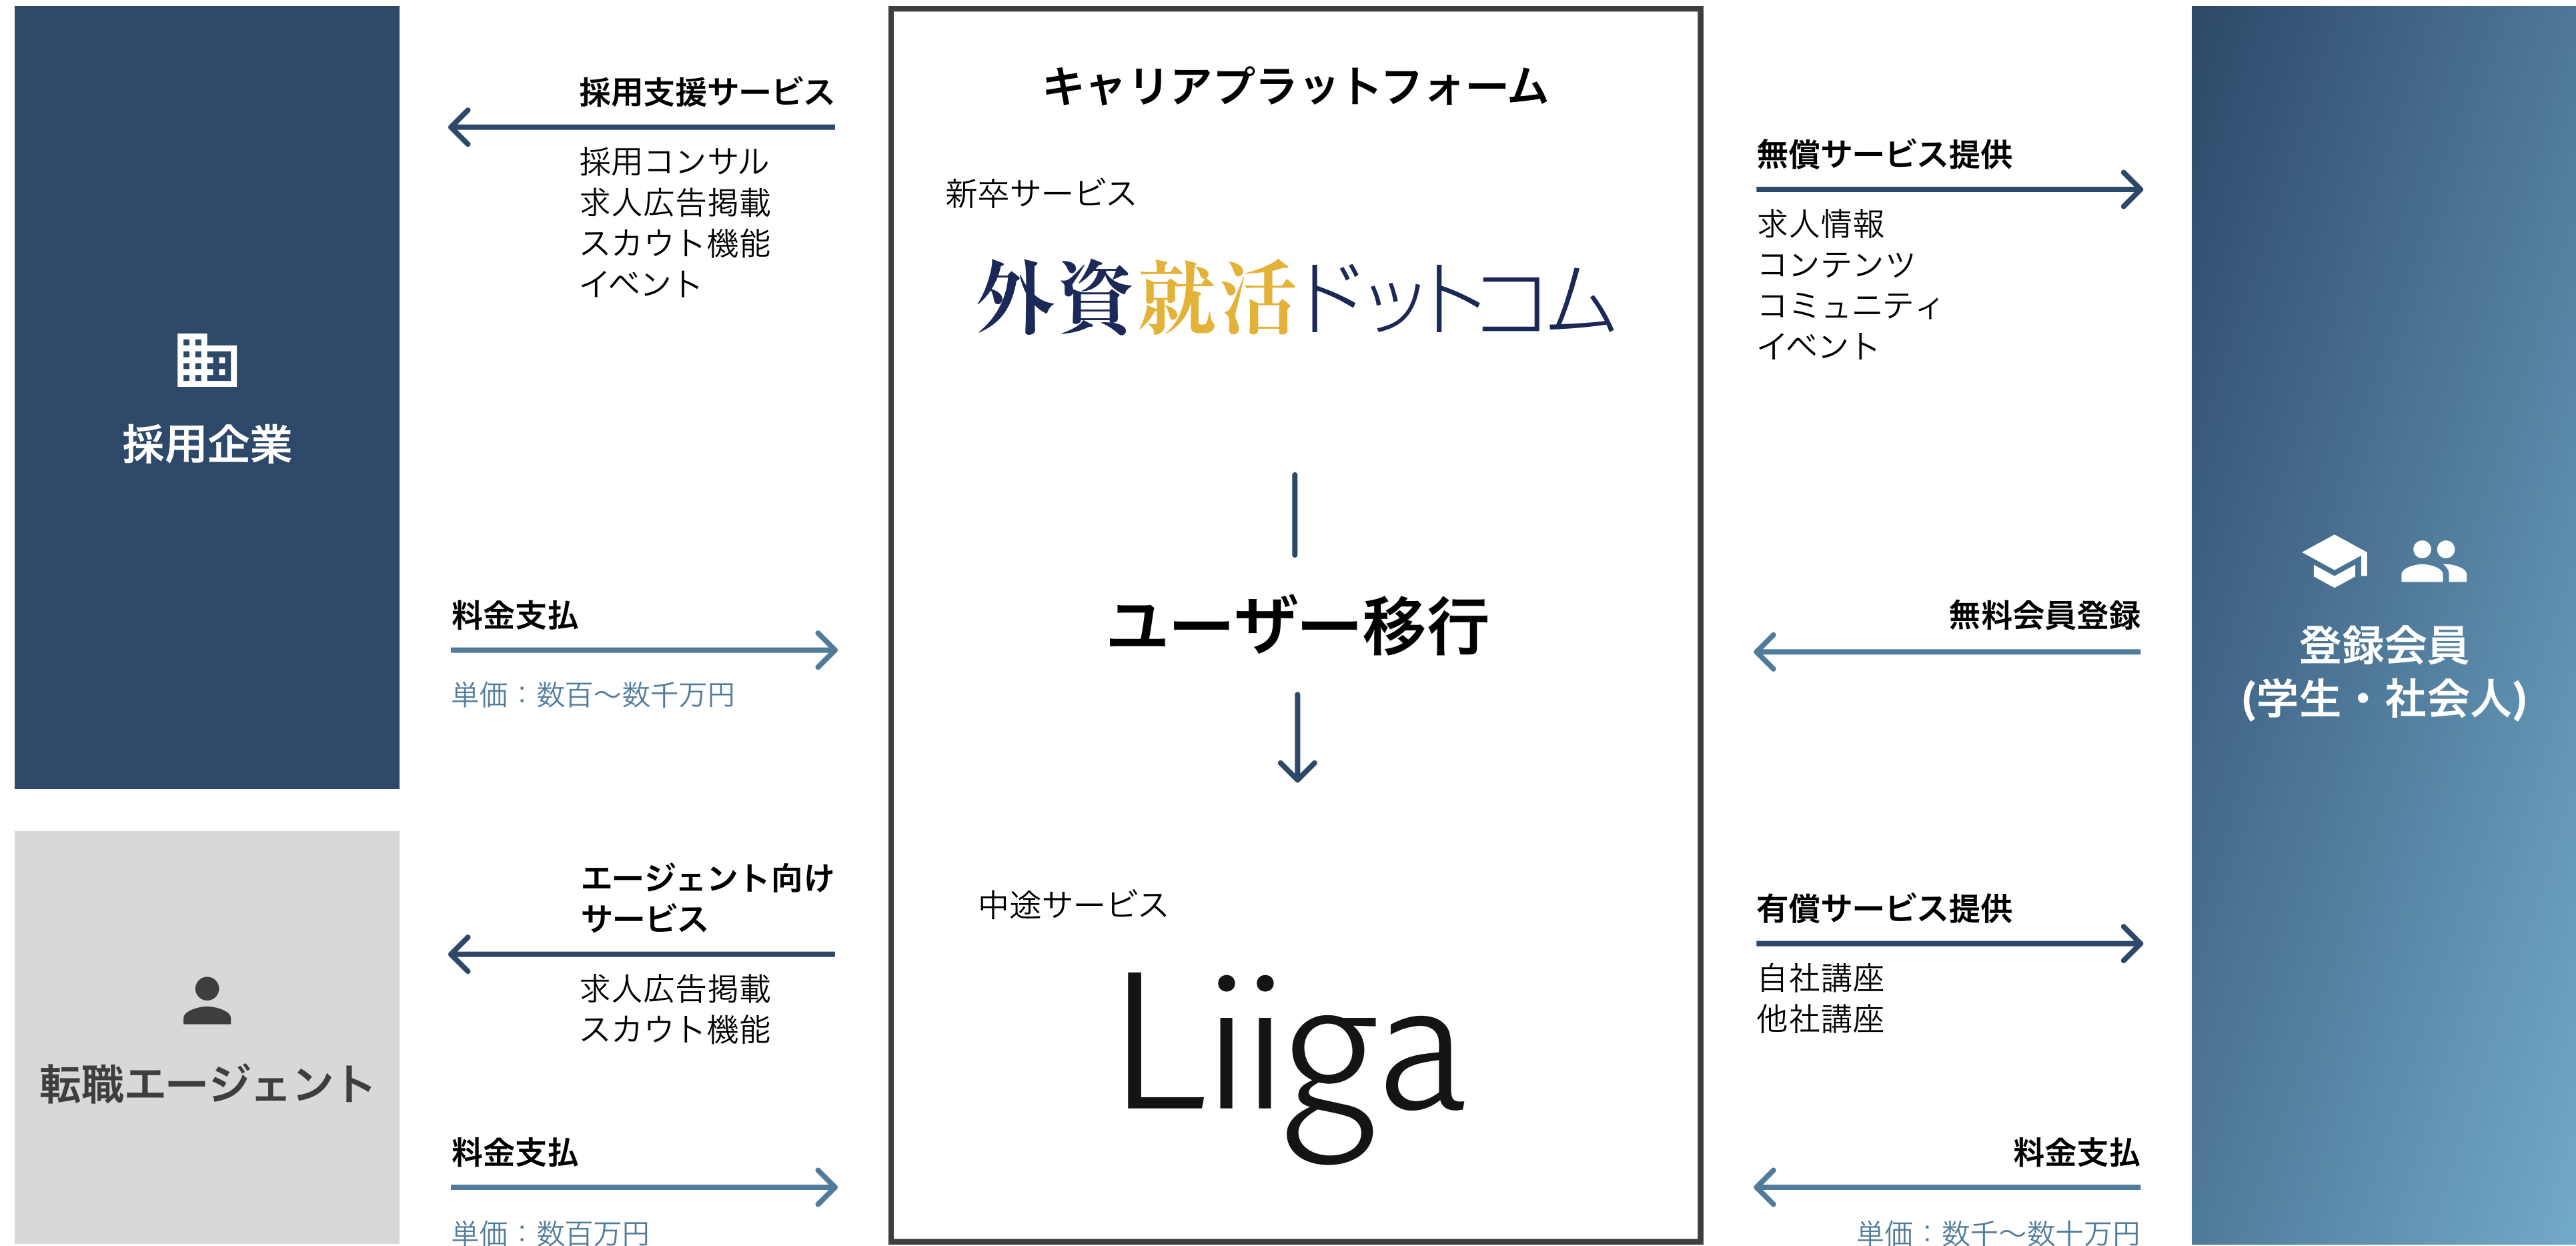 採用企業
転職エージェント
採用支援サービス
採用コンサル
求人広告掲載
スカウト機能
イベント
料金支払
単価：数百～数千万円
エージェント向け
サービス
求人広告掲載
スカウト機能
料金支払
単価：数百万円
キャリアプラットフォーム
新卒サービス
外資就活ドットコム
ユーザー移行
中途サービス
Liiga
無償サービス提供
求人情報
コンテンツ
コミュニティ
イベント
無料会員登録
有償サービス提供
自社講座
他社講座
料金支払
単価：数千～数十万円
登録会員
(学生・社会人)